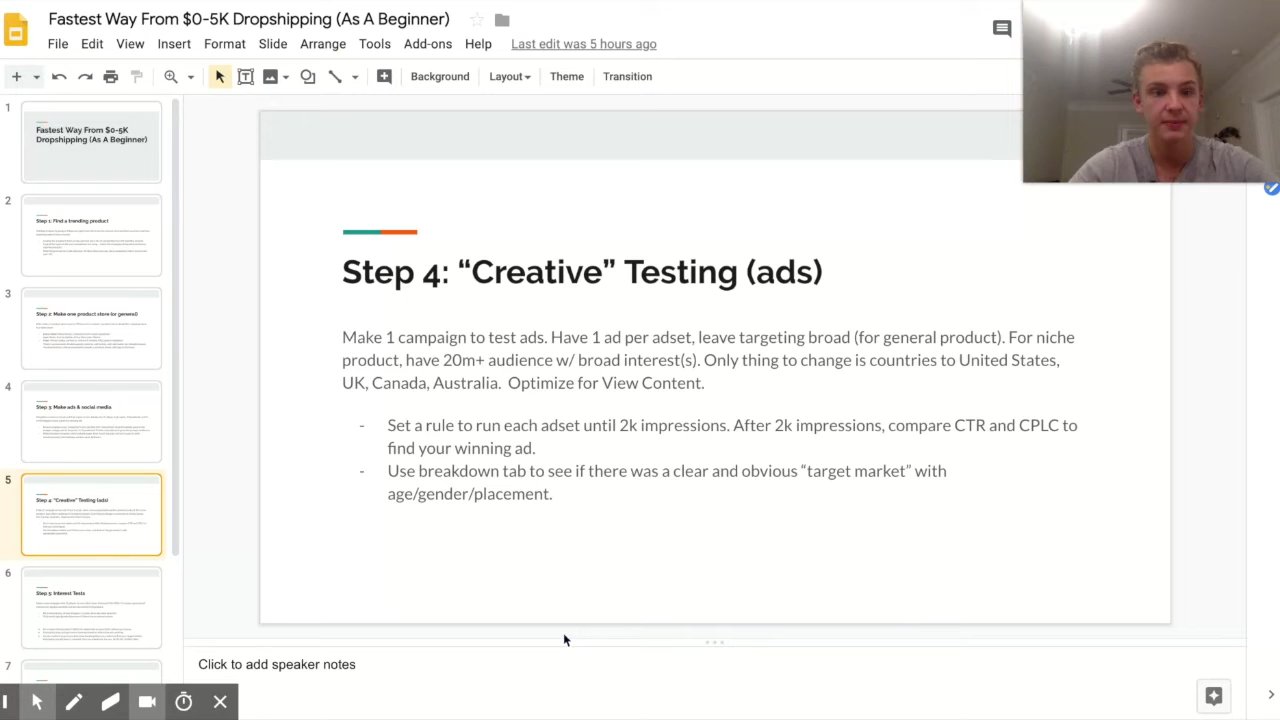 Fastest Way From $0-5K Dropshipping (As A Beginner)
File Edit View Insert Format Slide Arrange Tools Add-ons Help Last edit was 5 hours ago
Background Layout Theme Transition
1
Fastest Way From $0-5K
Dropshipping (As A Beginner)
2
Step 1: Find a trending product
3
Step 2: Make one product store (or general)
4
Step 3: Make ads & social media
5
Step 4: "Creative" Testing (ads)
6
Step 5: Interest Tests
7
Step 4: “Creative” Testing (ads)
Make 1 campaign to test ads. Have 1 ad per adset, leave targeting broad (for general product). For niche
product, have 20m+ audience w/ broad interest(s). Only thing to change is countries to United States,
UK, Canada, Australia. Optimize for View Content.
- Set a rule to run each adset until 2k impressions. After 2k impressions, compare CTR and CPLC to
find your winning ad.
- Use breakdown tab to see if there was a clear and obvious “target market” with
age/gender/placement.
Click to add speaker notes